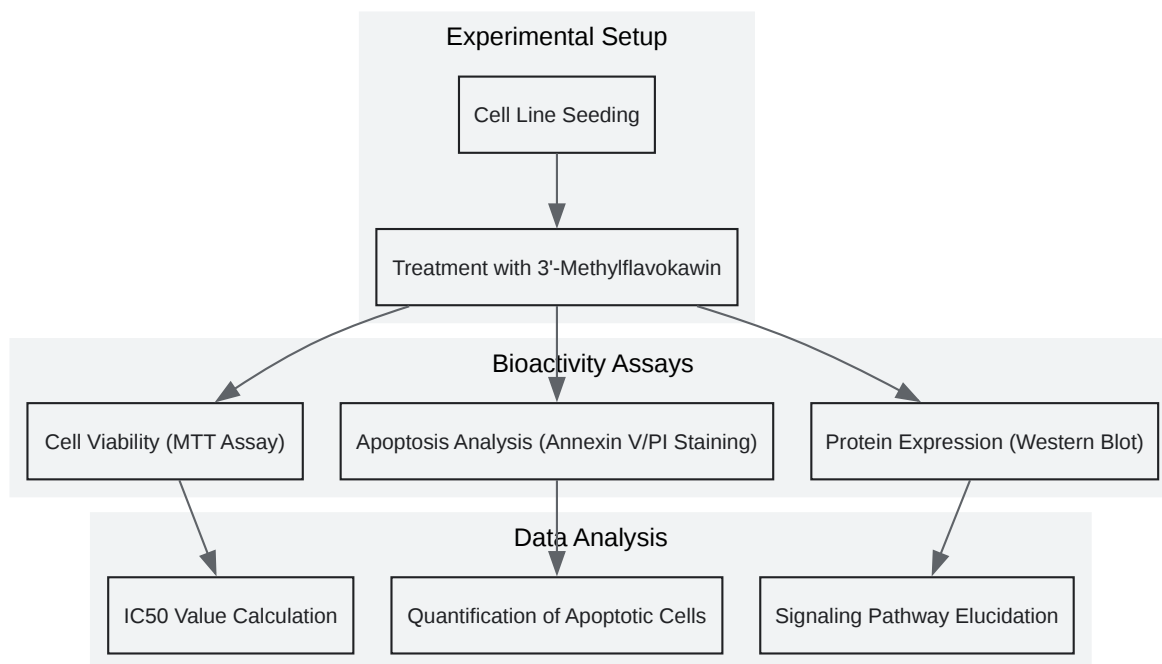 Experimental Setup
Cell Line Seeding
Treatment with 3'-Methylflavokawin
Bioactivity Assays
Cell Viability (MTT Assay)
Apoptosis Analysis (Annexin V/PI Staining)
Protein Expression (Western Blot)
Data Analysis
IC50 Value Calculation
Quantification of Apoptotic Cells
Signaling Pathway Elucidation